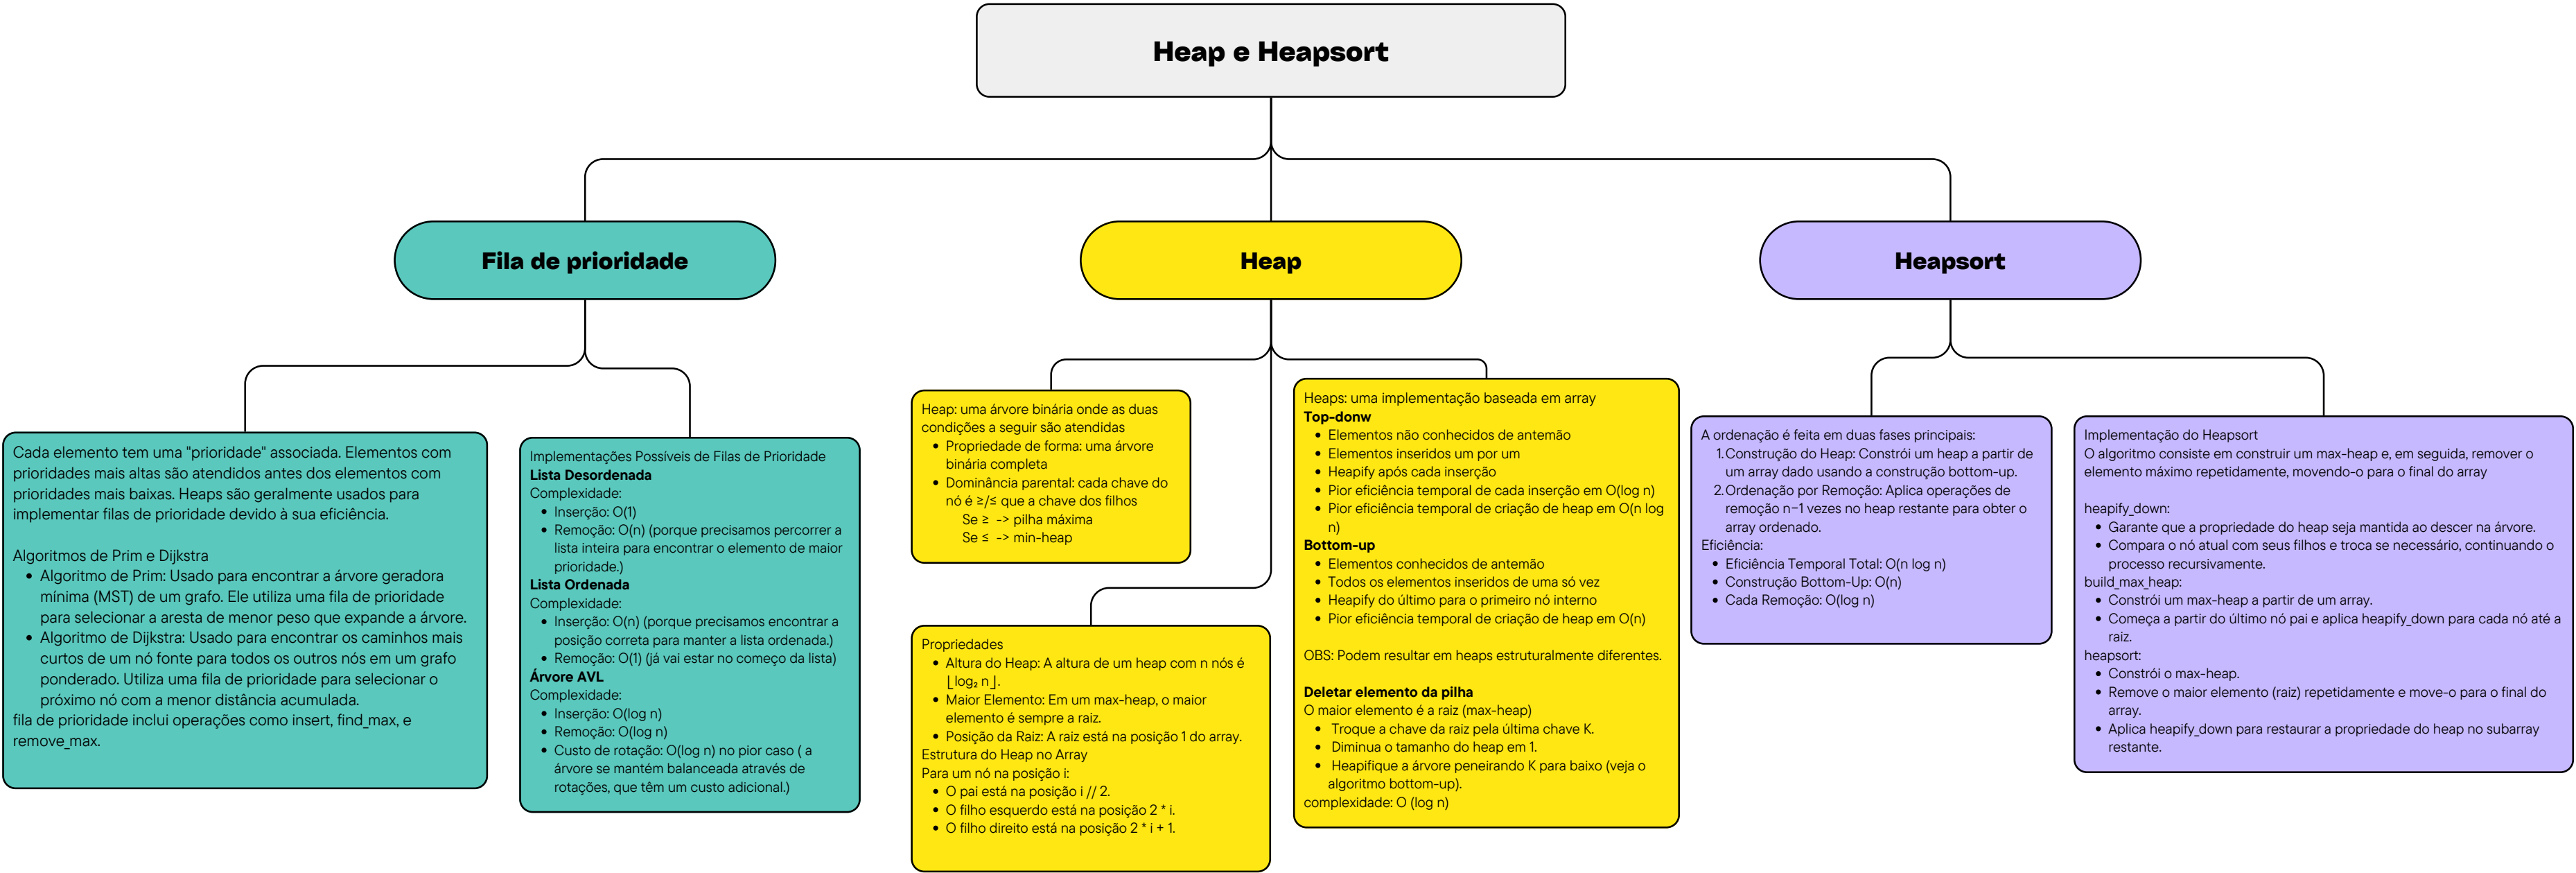 Heap e Heapsort
Fila de prioridade
Heap
Heapsort
Cada elemento tem uma "prioridade" associada. Elementos com
prioridades mais altas são atendidos antes dos elementos com
prioridades mais baixas. Heaps são geralmente usados para
implementar filas de prioridade devido à sua eficiência.
Algoritmos de Prim e Dijkstra
• Algoritmo de Prim: Usado para encontrar a árvore geradora
mínima (MST) de um grafo. Ele utiliza uma fila de prioridade
para selecionar a aresta de menor peso que expande a árvore.
• Algoritmo de Dijkstra: Usado para encontrar os caminhos mais
curtos de um nó fonte para todos os outros nós em um grafo
ponderado. Utiliza uma fila de prioridade para selecionar o
próximo nó com a menor distância acumulada.
fila de prioridade inclui operações como insert, find_max, e
remove_max.
Implementações Possíveis de Filas de Prioridade
Lista Desordenada
Complexidade:
• Inserção: O(1)
• Remoção: O(n) (porque precisamos percorrer a
lista inteira para encontrar o elemento de maior
prioridade.)
Lista Ordenada
Complexidade:
• Inserção: O(n) (porque precisamos encontrar a
posição correta para manter a lista ordenada.)
• Remoção: O(1) (já vai estar no começo da lista)
Árvore AVL
Complexidade:
• Inserção: O(log n)
• Remoção: O(log n)
• Custo de rotação: O(log n) no pior caso ( a
árvore se mantém balanceada através de
rotações, que têm um custo adicional.)
Heap: uma árvore binária onde as duas
condições a seguir são atendidas
• Propriedade de forma: uma árvore
binária completa
• Dominância parental: cada chave do
nó é ≥/≤ que a chave dos filhos
Se ≥ -> pilha máxima
Se ≤ -> min-heap
Propriedades
• Altura do Heap: A altura de um heap com n nós é
⌊log₂ n⌋.
• Maior Elemento: Em um max-heap, o maior
elemento é sempre a raiz.
• Posição da Raiz: A raiz está na posição 1 do array.
Estrutura do Heap no Array
Para um nó na posição i:
• O pai está na posição i // 2.
• O filho esquerdo está na posição 2 * i.
• O filho direito está na posição 2 * i + 1.
Heaps: uma implementação baseada em array
Top-donw
• Elementos não conhecidos de antemão
• Elementos inseridos um por um
• Heapify após cada inserção
• Pior eficiência temporal de cada inserção em O(log n)
• Pior eficiência temporal de criação de heap em O(n log
n)
Bottom-up
• Elementos conhecidos de antemão
• Todos os elementos inseridos de uma só vez
• Heapify do último para o primeiro nó interno
• Pior eficiência temporal de criação de heap em O(n)
OBS: Podem resultar em heaps estruturalmente diferentes.
Deletar elemento da pilha
O maior elemento é a raiz (max-heap)
• Troque a chave da raiz pela última chave K.
• Diminua o tamanho do heap em 1.
• Heapifique a árvore peneirando K para baixo (veja o
algoritmo bottom-up).
complexidade: O (log n)
A ordenação é feita em duas fases principais:
1. Construção do Heap: Constrói um heap a partir de
um array dado usando a construção bottom-up.
2. Ordenação por Remoção: Aplica operações de
remoção n−1 vezes no heap restante para obter o
array ordenado.
Eficiência:
• Eficiência Temporal Total: O(n log n)
• Construção Bottom-Up: O(n)
• Cada Remoção: O(log n)
Implementação do Heapsort
O algoritmo consiste em construir um max-heap e, em seguida, remover o
elemento máximo repetidamente, movendo-o para o final do array
heapify_down:
• Garante que a propriedade do heap seja mantida ao descer na árvore.
• Compara o nó atual com seus filhos e troca se necessário, continuando o
processo recursivamente.
build_max_heap:
• Constrói um max-heap a partir de um array.
• Começa a partir do último nó pai e aplica heapify_down para cada nó até a
raiz.
heapsort:
• Constrói o max-heap.
• Remove o maior elemento (raiz) repetidamente e move-o para o final do
array.
• Aplica heapify_down para restaurar a propriedade do heap no subarray
restante.